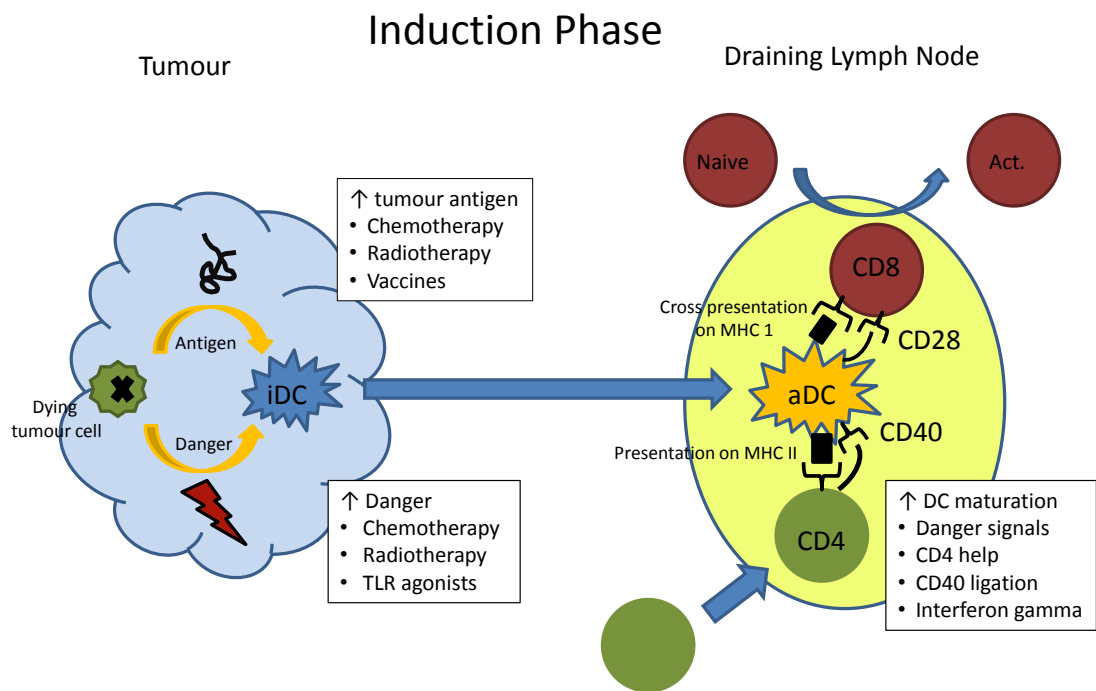 Induction Phase
Tumour
Draining Lymph Node
Naive
Act.
↑ tumour antigen
• Chemotherapy
• Radiotherapy
• Vaccines
CD8
Cross presentation
on MHC 1
CD28
Antigen
iDC
aDC
Dying
tumour cell
Danger
CD40
Presentation on MHC II
↑ Danger
• Chemotherapy
• Radiotherapy
• TLR agonists
CD4
↑ DC maturation
• Danger signals
• CD4 help
• CD40 ligation
• Interferon gamma